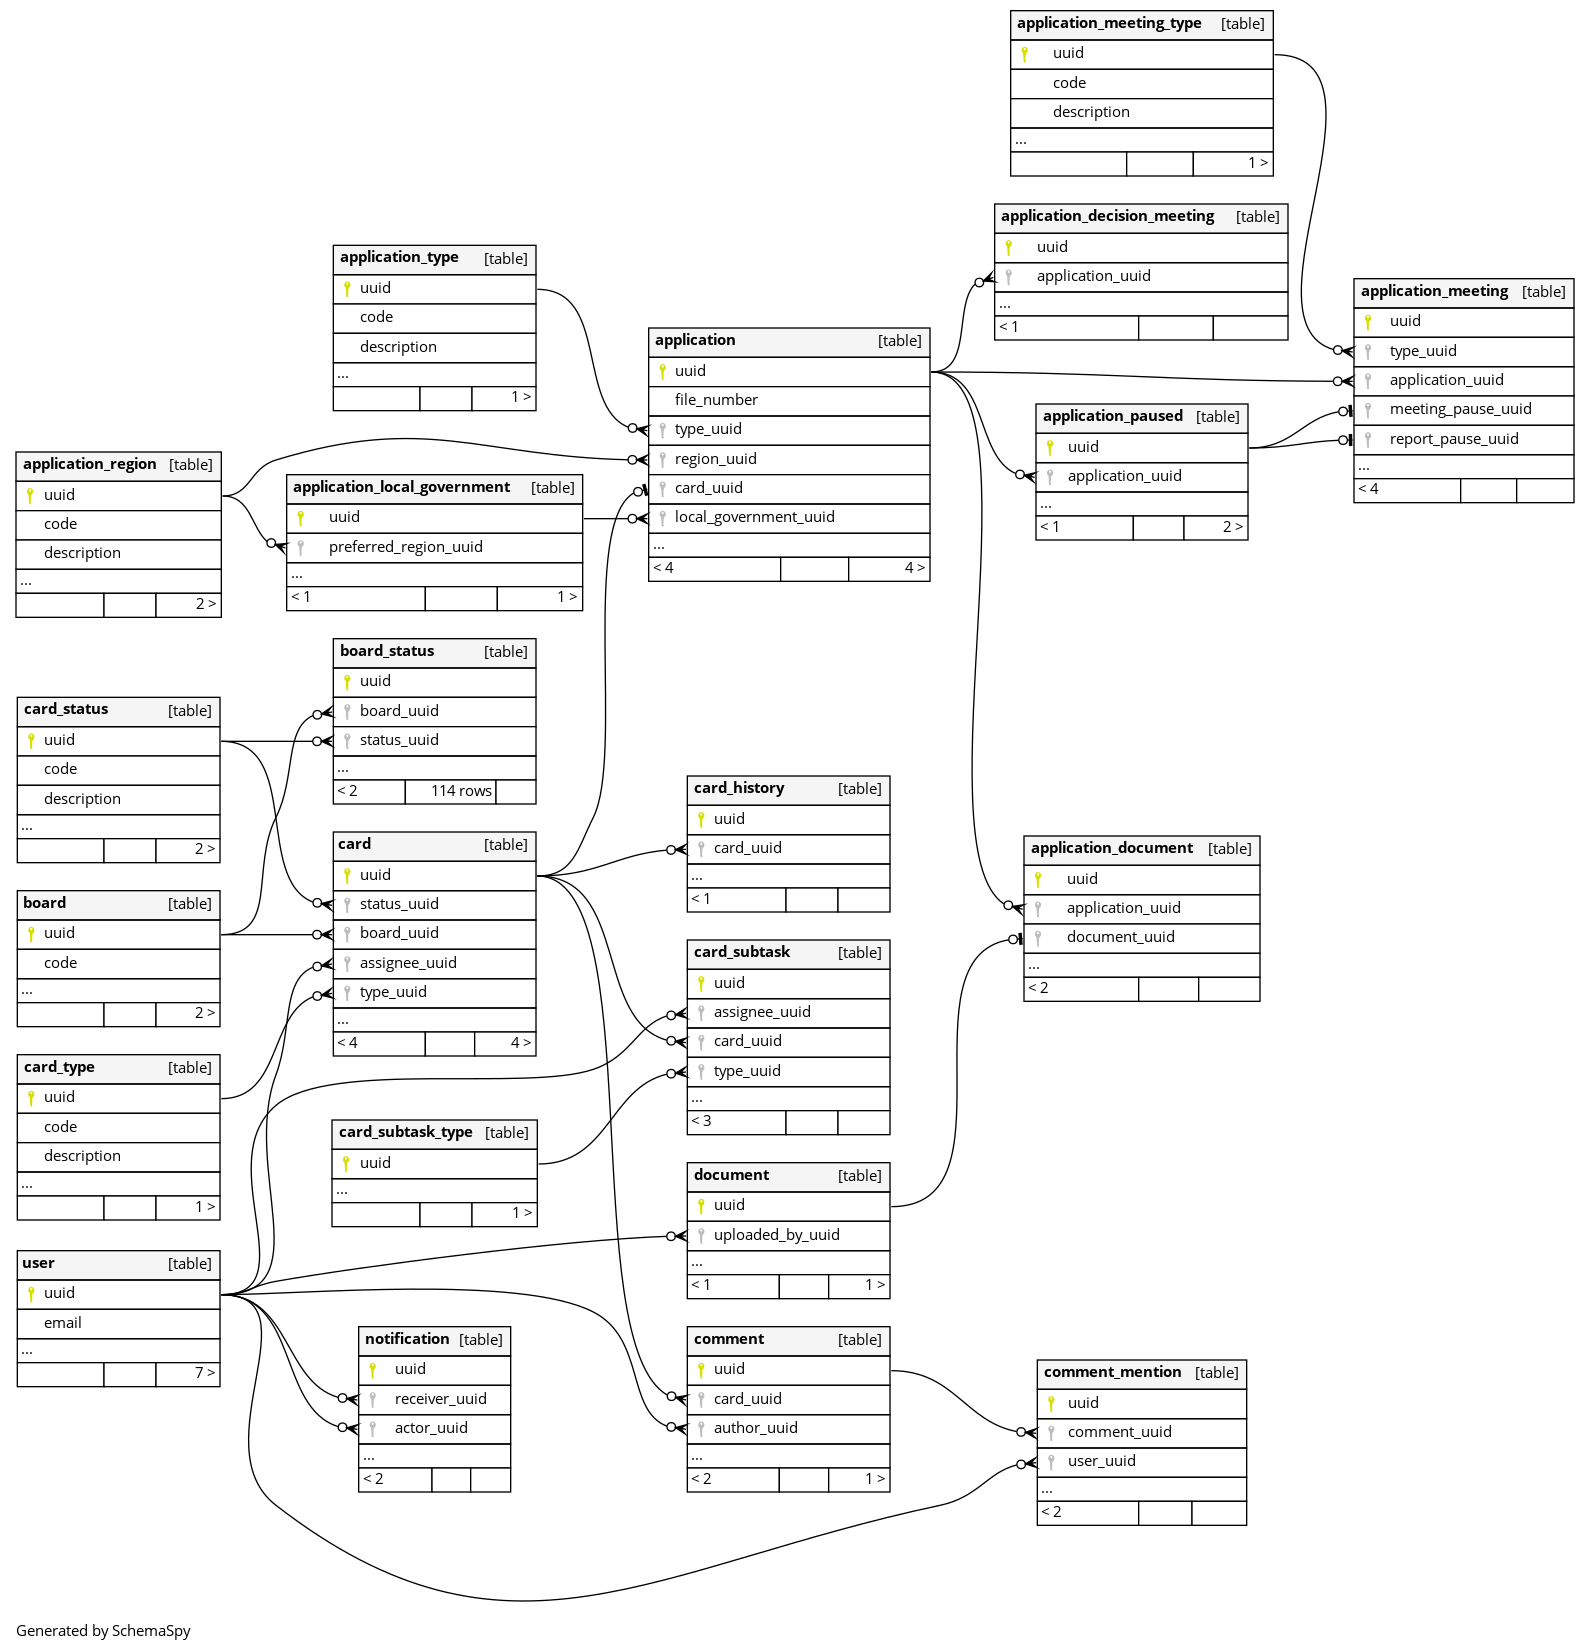 application_meeting_type [table]
uuid
code
description
...
1 >
application_decision_meeting [table]
uuid
application_uuid
...
< 1
application_type [table]
uuid
code
description
...
1 >
application_meeting [table]
uuid
type_uuid
application_uuid
meeting_pause_uuid
report_pause_uuid
...
< 4
application [table]
uuid
file_number
type_uuid
region_uuid
card_uuid
local_government_uuid
...
< 4 4 >
application_paused [table]
uuid
application_uuid
...
< 1 2 >
application_region [table]
uuid
code
description
...
2 >
application_local_government [table]
uuid
preferred_region_uuid
...
< 1 1 >
board_status [table]
uuid
board_uuid
status_uuid
...
< 2 114 rows
card_status [table]
uuid
code
description
...
2 >
card_history [table]
uuid
card_uuid
...
< 1
card [table]
uuid
status_uuid
board_uuid
assignee_uuid
type_uuid
...
< 4 4 >
application_document [table]
uuid
application_uuid
document_uuid
...
< 2
board [table]
uuid
code
...
2 >
card_subtask [table]
uuid
assignee_uuid
card_uuid
type_uuid
...
< 3
card_type [table]
uuid
code
description
...
1 >
card_subtask_type [table]
uuid
...
1 >
document [table]
uuid
uploaded_by_uuid
...
< 1 1 >
user [table]
uuid
email
...
7 >
notification [table]
uuid
receiver_uuid
actor_uuid
...
< 2
comment [table]
uuid
card_uuid
author_uuid
...
< 2 1 >
comment_mention [table]
uuid
comment_uuid
user_uuid
...
< 2
Generated by SchemaSpy